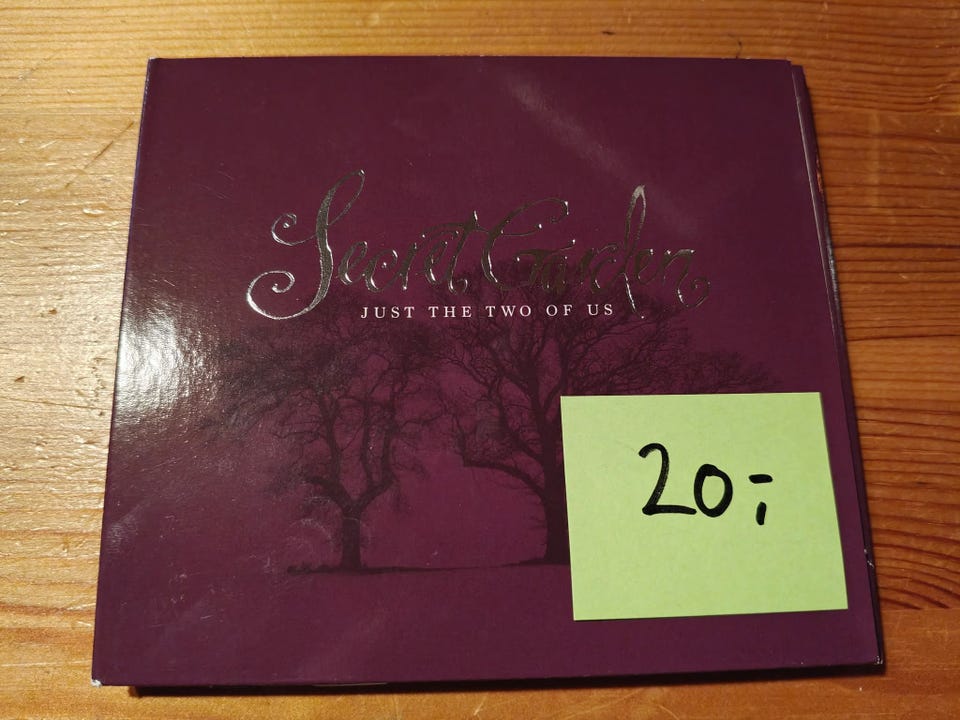 Secret Garden
JUST THE TWO OF US
20;-